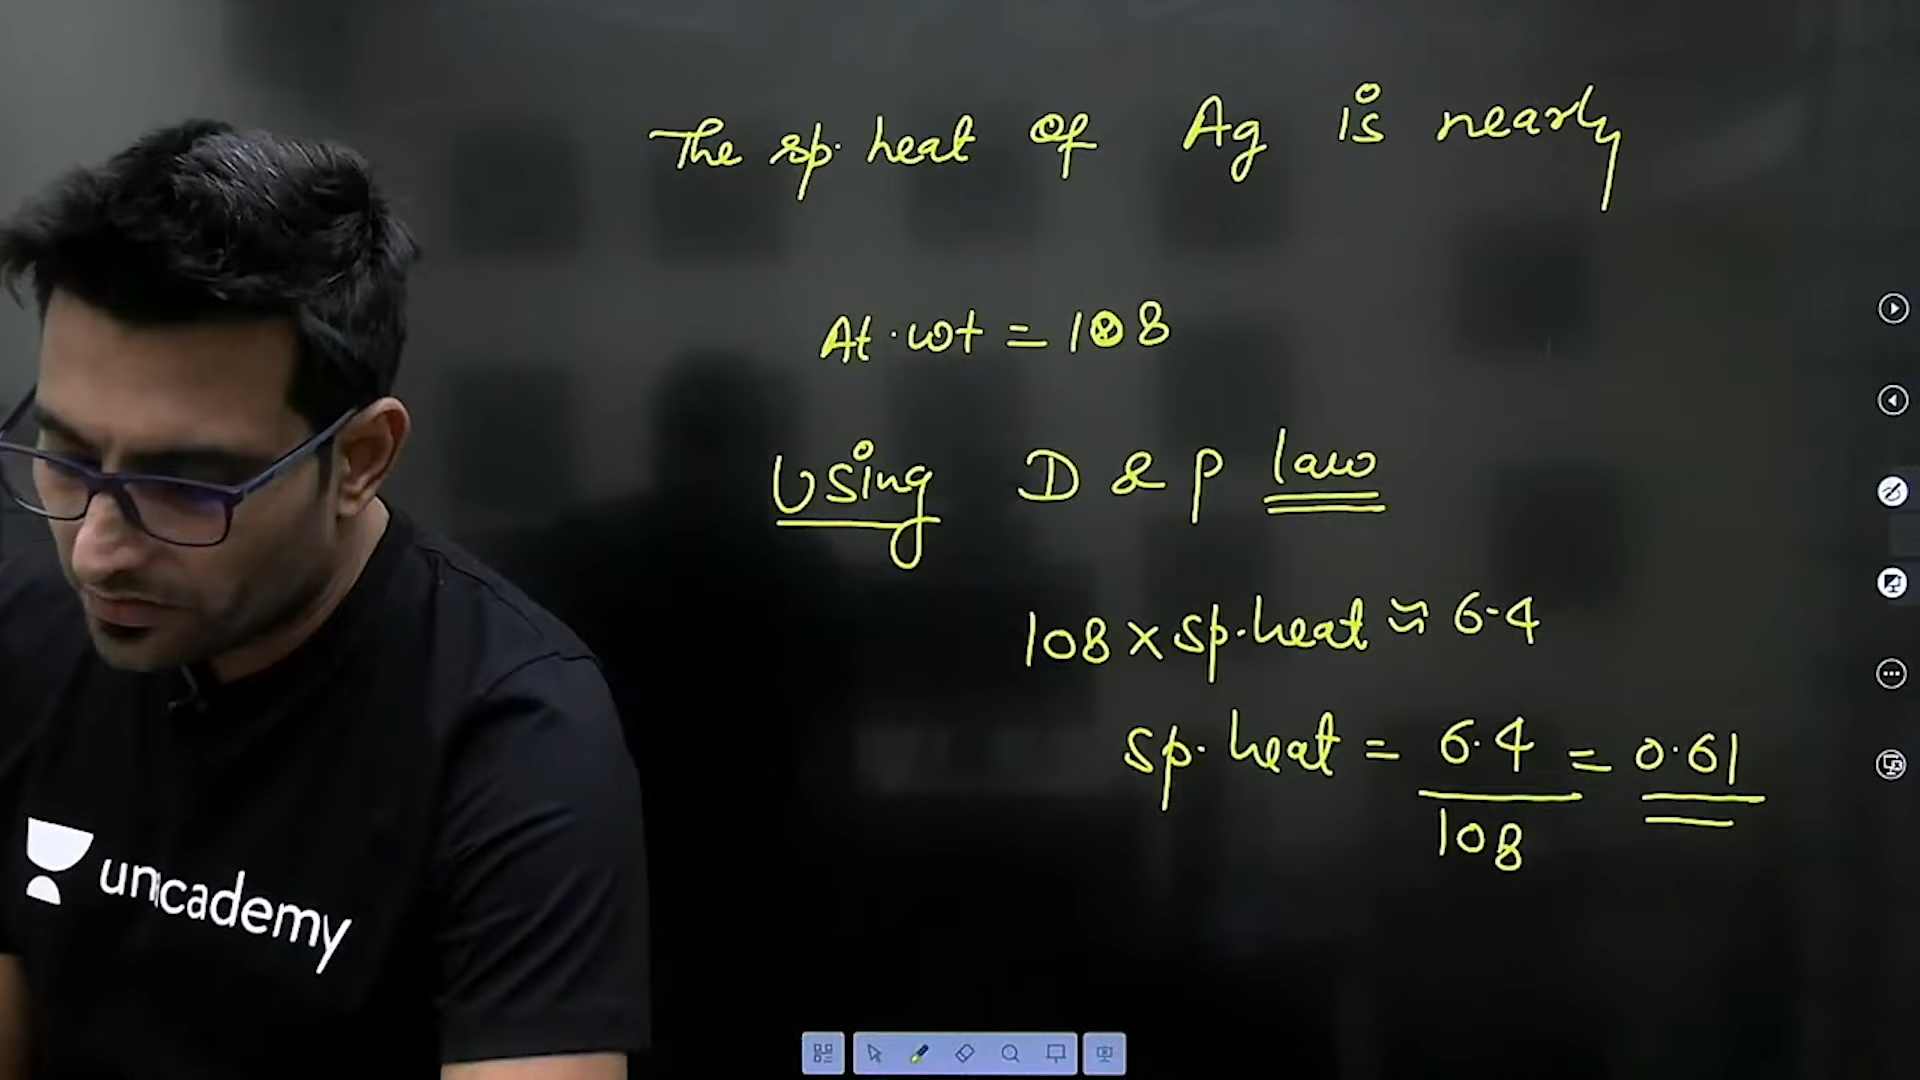 The sp. heat of Ag is nearly
At. wt = 108
Using D & P law
108 × sp. heat ≈ 6.4
sp. heat = 6.4 / 108 = 0.61
unacademy